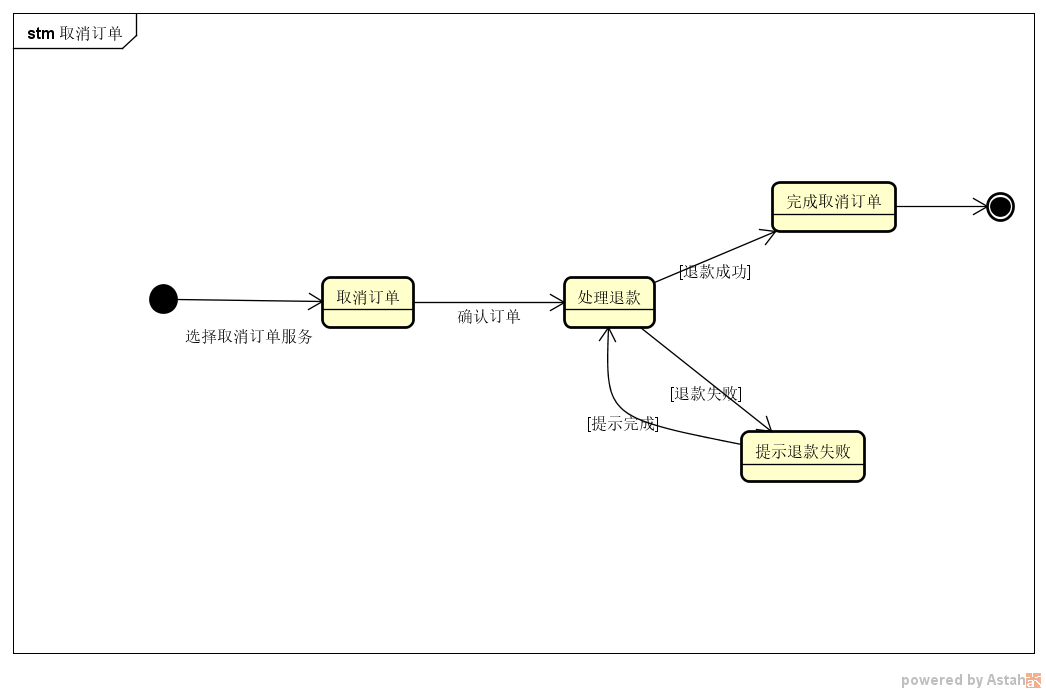 stm 取消订单
完成取消订单
[退款成功]
取消订单
处理退款
确认订单
选择取消订单服务
[退款失败]
[提示完成]
提示退款失败
powered by Astah